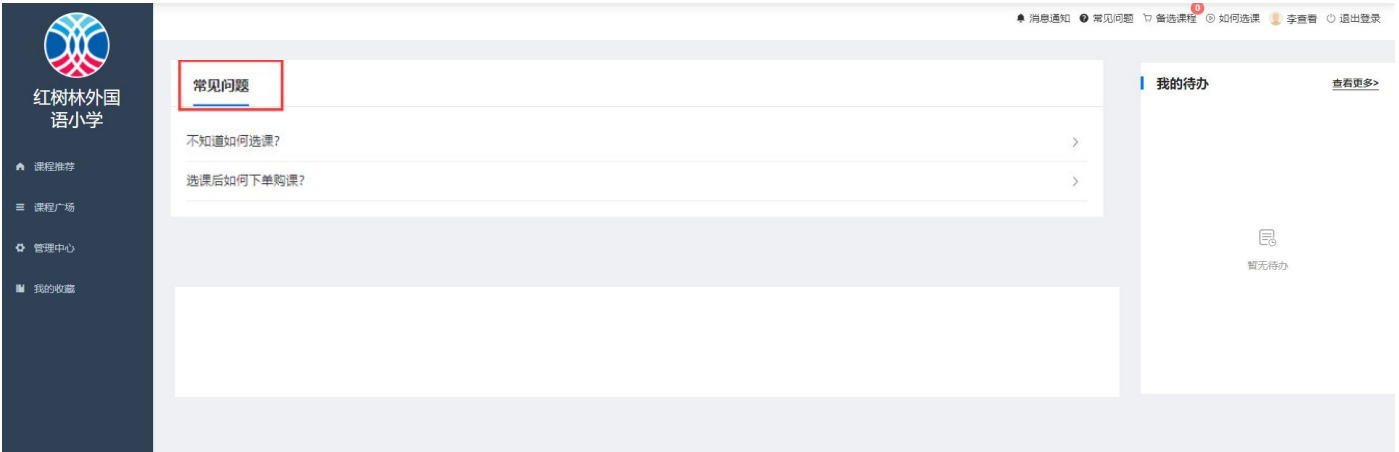 消息通知 常见问题 备选课程 0 如何选课 李查看 退出登录
红树林外国
语小学
课程推荐
课程广场
管理中心
我的收藏
常见问题
不知道如何选课?
选课后如何下单购课?
我的待办 查看更多>
暂无待办